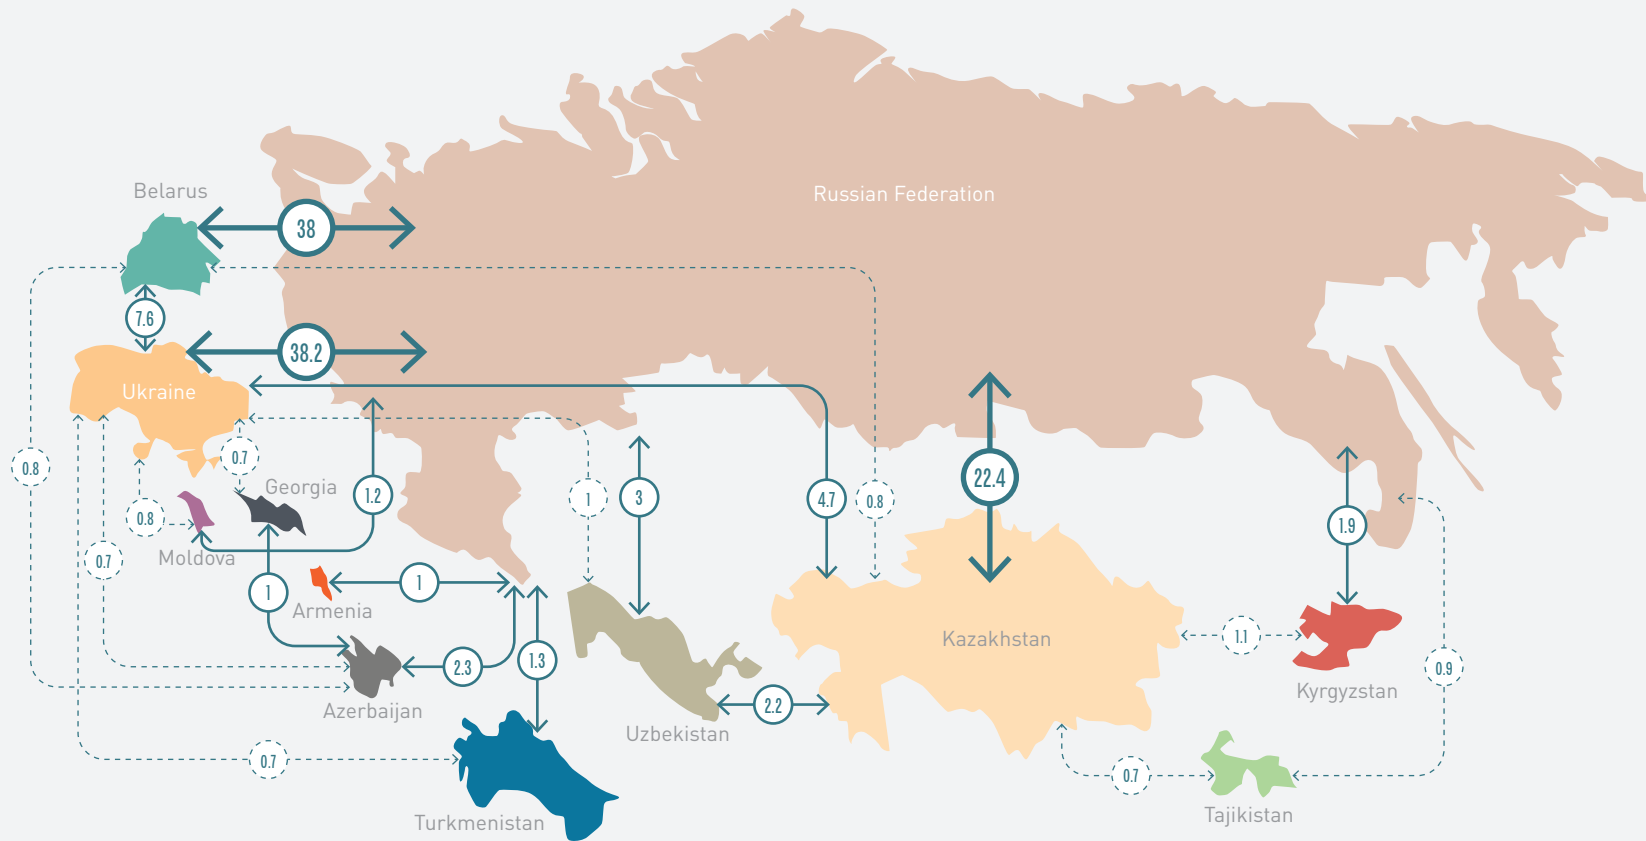 Russian Federation
Belarus
38
7.6
38.2
Ukraine
0.7
0.8
Georgia
1.2
1
3
4.7
0.8
22.4
0.8
1.9
Moldova
0.7
1
1
Armenia
Kazakhstan
1.1
2.3
1.3
0.9
Kyrgyzstan
Azerbaijan
2.2
Uzbekistan
0.7
0.7
Tajikistan
Turkmenistan